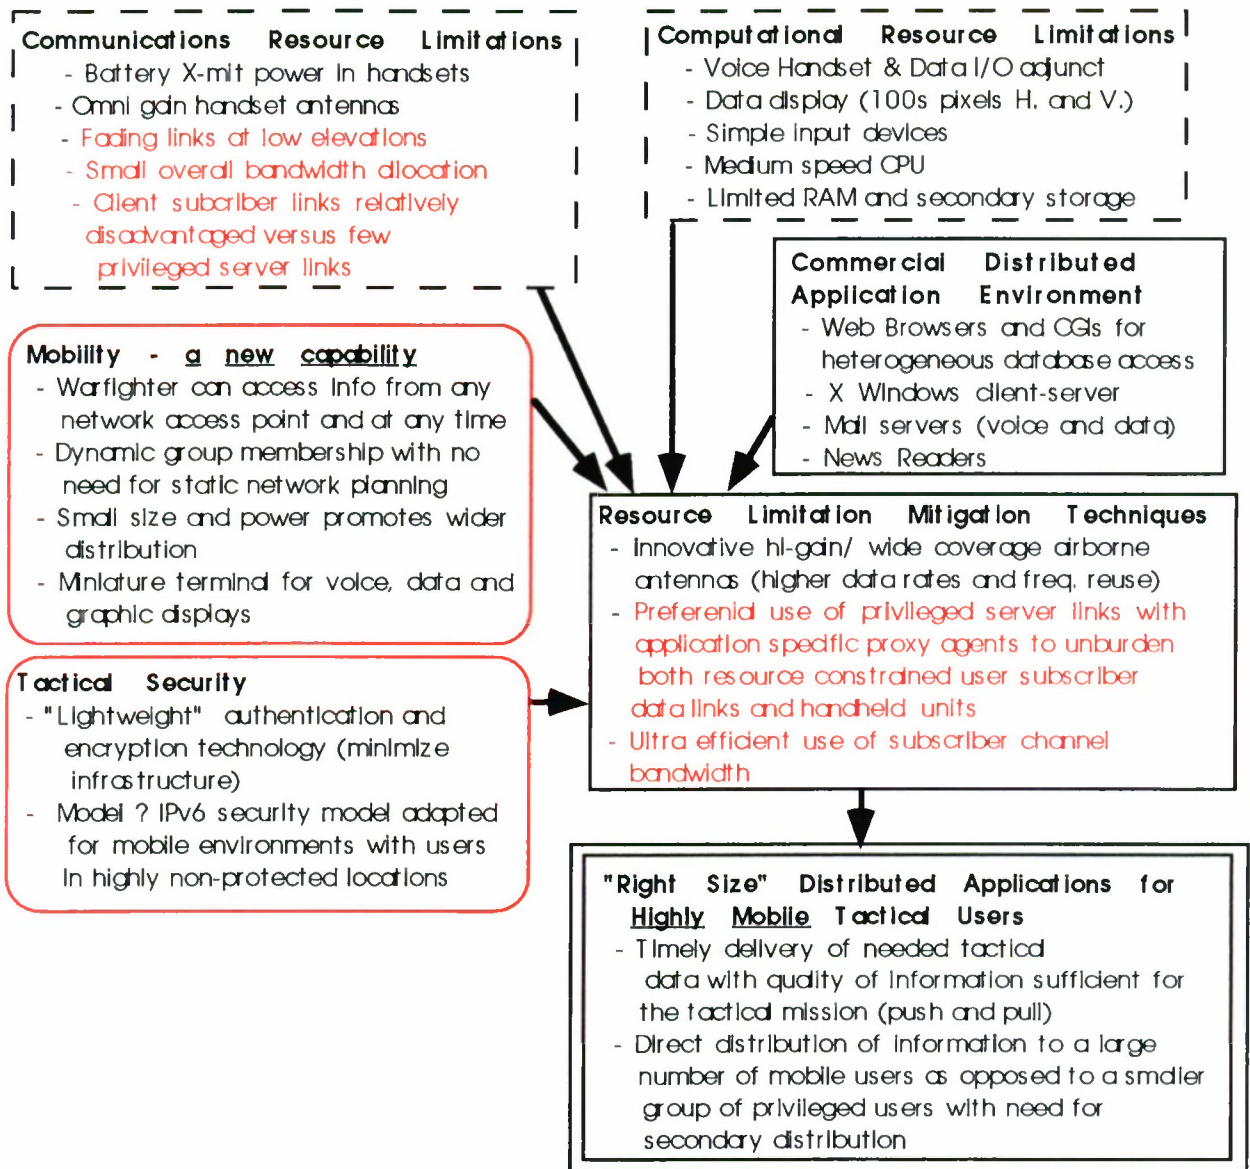 Communications Resource Limitations
- Battery X-mit power in handsets
- Omni gain handset antennas
- Fading links at low elevations
- Small overall bandwidth allocation
- Client subcriber links relatively
disadvantaged versus few
privileged server links
Computational Resource Limitations
- Voice Handset & Data I/O adjunct
- Data display (100s pixels H. and V.)
- Simple input devices
- Medium speed CPU
- Limited RAM and secondary storage
Commercial Distributed
Application Environment
- Web Browsers and CGIs for
heterogeneous database access
- X Windows client-server
- Mail servers (voice and data)
- News Readers
Mobility - a new capability
- Warfighter can access info from any
network access point and at any time
- Dynamic group membership with no
need for static network planning
- Small size and power promotes wider
distribution
- Miniature terminal for voice, data and
graphic displays
Resource Limitation Mitigation Techniques
- Innovative hi-gain/ wide coverage airborne
antennas (higher data rates and freq. reuse)
- Preferenial use of privileged server links with
application specific proxy agents to unburden
both resource constrained user subscriber
data links and handheld units
- Ultra efficient use of subscriber channel
bandwidth
Tactical Security
- "Lightweight" authentication and
encryption technology (minimize
infrastructure)
- Model ? IPv6 security model adapted
for mobile environments with users
in highly non-protected locations
"Right Size" Distributed Applications for
Highly Mobile Tactical Users
- Timely delivery of needed tactical
data with quality of information sufficient for
the tactical mission (push and pull)
- Direct distribution of information to a large
number of mobile users as opposed to a smaller
group of privileged users with need for
secondary distribution